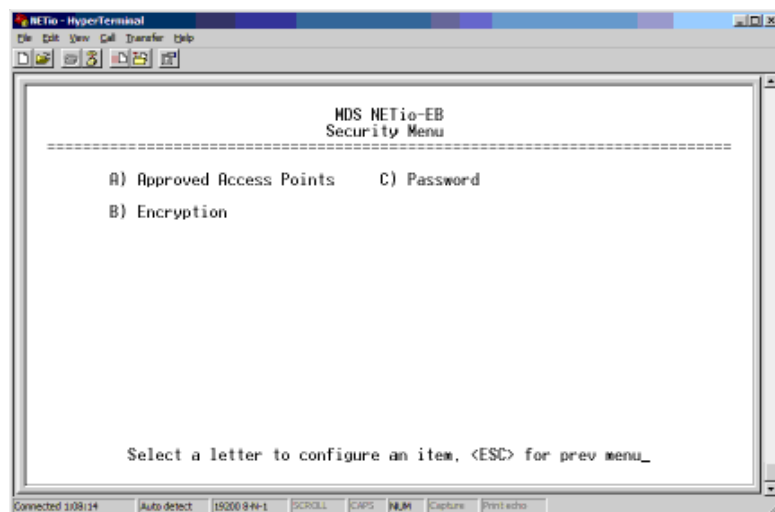 NETio - HyperTerminal
File Edit View Call Transfer Help
MDS NETio-EB
Security Menu
================================================================================
A) Approved Access Points C) Password
B) Encryption
Select a letter to configure an item, <ESC> for prev menu_
Connected 1:08:14 Auto detect 19200 8-N-1 SCROLL CAPS NUM Capture Print echo